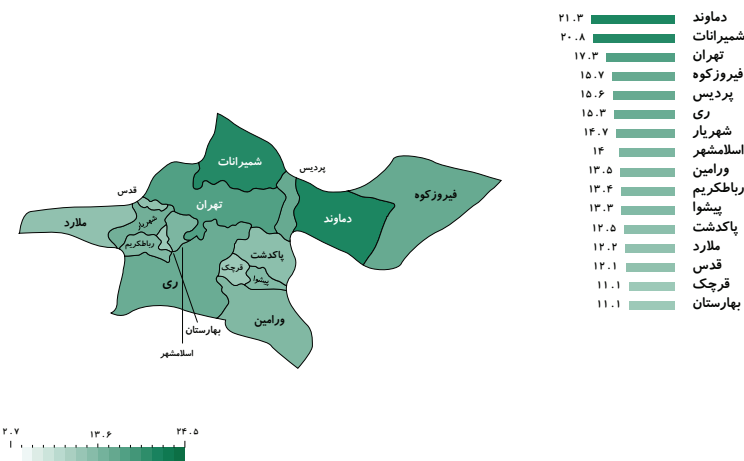 دماوند ۲۱.۳
شمیرانات ۲۰.۸
تهران ۱۷.۳
فیروزکوه ۱۵.۷
پردیس ۱۵.۶
ری ۱۵.۳
شهریار ۱۴.۷
اسلامشهر ۱۴
ورامین ۱۳.۵
رباطکریم ۱۳.۴
پیشوا ۱۳.۳
پاکدشت ۱۲.۵
ملارد ۱۲.۲
قدس ۱۲.۱
قرچک ۱۱.۱
بهارستان ۱۱.۱
شمیرانات
پردیس
قدس
فیروزکوه
تهران
دماوند
ملارد
شهریار
رباطکریم
پاکدشت
قرچک
پیشوا
ری
ورامین
بهارستان
اسلامشهر
۲.۷ ۱۳.۶ ۲۴.۵